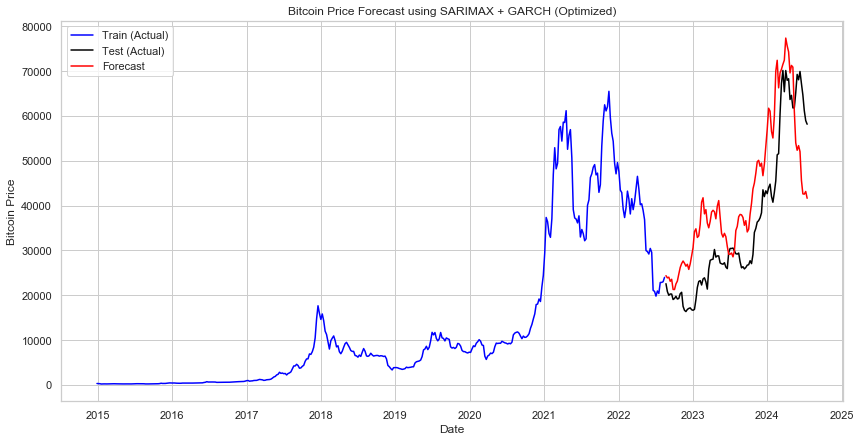 Bitcoin Price Forecast using SARIMAX + GARCH (Optimized)
Train (Actual)
Test (Actual)
Forecast
80000
70000
60000
50000
40000
30000
20000
10000
0
Bitcoin Price
2015 2016 2017 2018 2019 2020 2021 2022 2023 2024 2025
Date